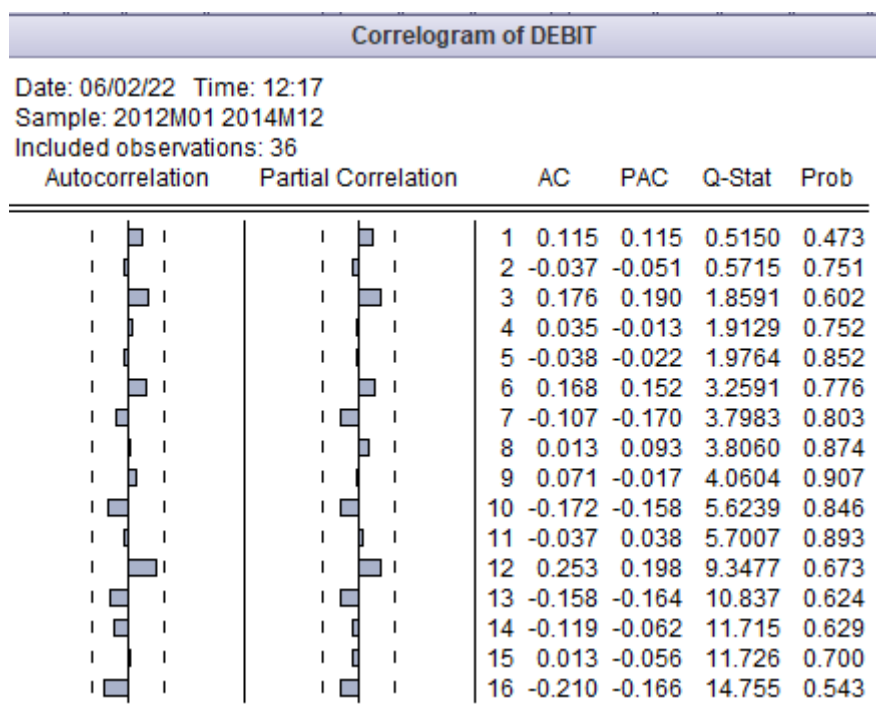 Correlogram of DEBIT
Date: 06/02/22 Time: 12:17
Sample: 2012M01 2014M12
Included observations: 36
Autocorrelation Partial Correlation AC PAC Q-Stat Prob
1 0.115 0.115 0.5150 0.473
2 -0.037 -0.051 0.5715 0.751
3 0.176 0.190 1.8591 0.602
4 0.035 -0.013 1.9129 0.752
5 -0.038 -0.022 1.9764 0.852
6 0.168 0.152 3.2591 0.776
7 -0.107 -0.170 3.7983 0.803
8 0.013 0.093 3.8060 0.874
9 0.071 -0.017 4.0604 0.907
10 -0.172 -0.158 5.6239 0.846
11 -0.037 0.038 5.7007 0.893
12 0.253 0.198 9.3477 0.673
13 -0.158 -0.164 10.837 0.624
14 -0.119 -0.062 11.715 0.629
15 0.013 -0.056 11.726 0.700
16 -0.210 -0.166 14.755 0.543